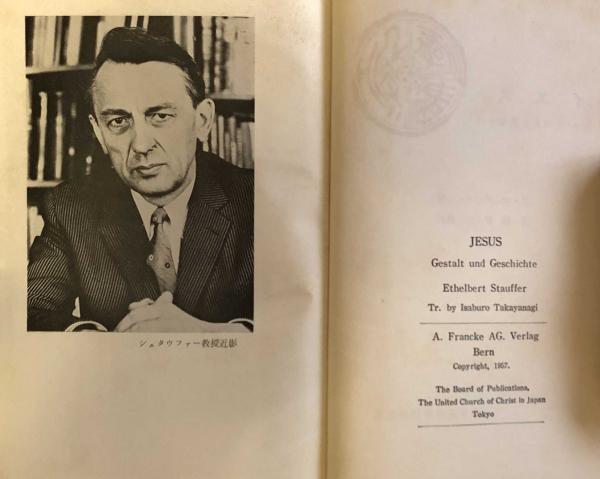 シュタウファー教授近影
JESUS
Gestalt und Geschichte
Ethelbert Stauffer
Tr. by Isaburo Takayanagi
A. Francke AG. Verlag
Bern
Copyright, 1957.
The Board of Publications,
The United Church of Christ in Japan
Tokyo